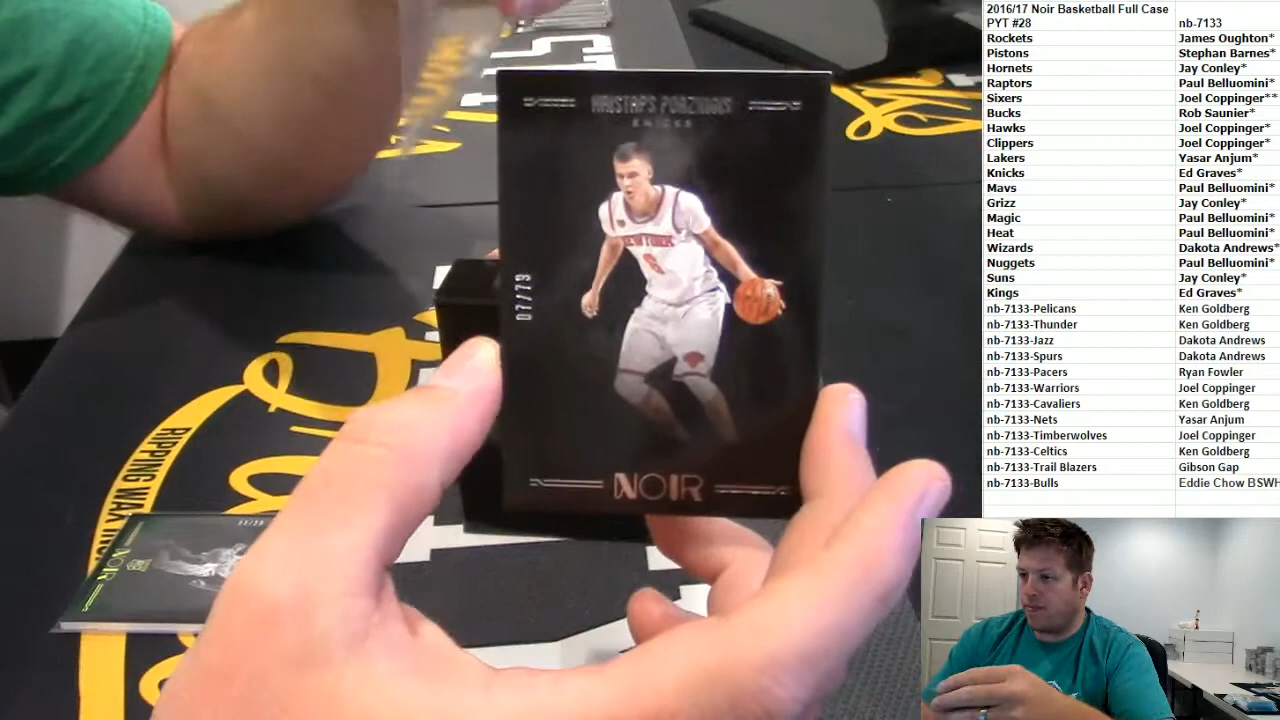 KRISTAPS PORZINGIS
KNICKS
07/79
NEW YORK
6
NOIR
NOIR
RIPPING WAX
2016/17 Noir Basketball Full Case
PYT #28 nb-7133
Rockets James Oughton*
Pistons Stephan Barnes*
Hornets Jay Conley*
Raptors Paul Belluomini*
Sixers Joel Coppinger**
Bucks Rob Saunier*
Hawks Joel Coppinger*
Clippers Joel Coppinger*
Lakers Yasar Anjum*
Knicks Ed Graves*
Mavs Paul Belluomini*
Grizz Jay Conley*
Magic Paul Belluomini*
Heat Paul Belluomini*
Wizards Dakota Andrews*
Nuggets Paul Belluomini*
Suns Jay Conley*
Kings Ed Graves*
nb-7133-Pelicans Ken Goldberg
nb-7133-Thunder Ken Goldberg
nb-7133-Jazz Dakota Andrews
nb-7133-Spurs Dakota Andrews
nb-7133-Pacers Ryan Fowler
nb-7133-Warriors Joel Coppinger
nb-7133-Cavaliers Ken Goldberg
nb-7133-Nets Yasar Anjum
nb-7133-Timberwolves Joel Coppinger
nb-7133-Celtics Ken Goldberg
nb-7133-Trail Blazers Gibson Gap
nb-7133-Bulls Eddie Chow BSWH